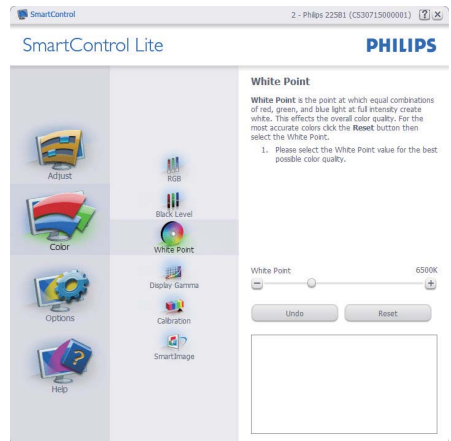 SmartControl
2 - Philips 225B1 (CS30715000001)
? X
SmartControl Lite
PHILIPS
Adjust
Color
Options
Help
RGB
Black Level
White Point
Display Gamma
Calibration
SmartImage
White Point
White Point is the point at which equal combinations
of red, green, and blue light at full intensity create
white. This effects the overall color quality. For the
most accurate colors click the Reset button then
select the White Point.
1. Please select the White Point value for the best
possible color quality.
White Point 6500K
Undo Reset